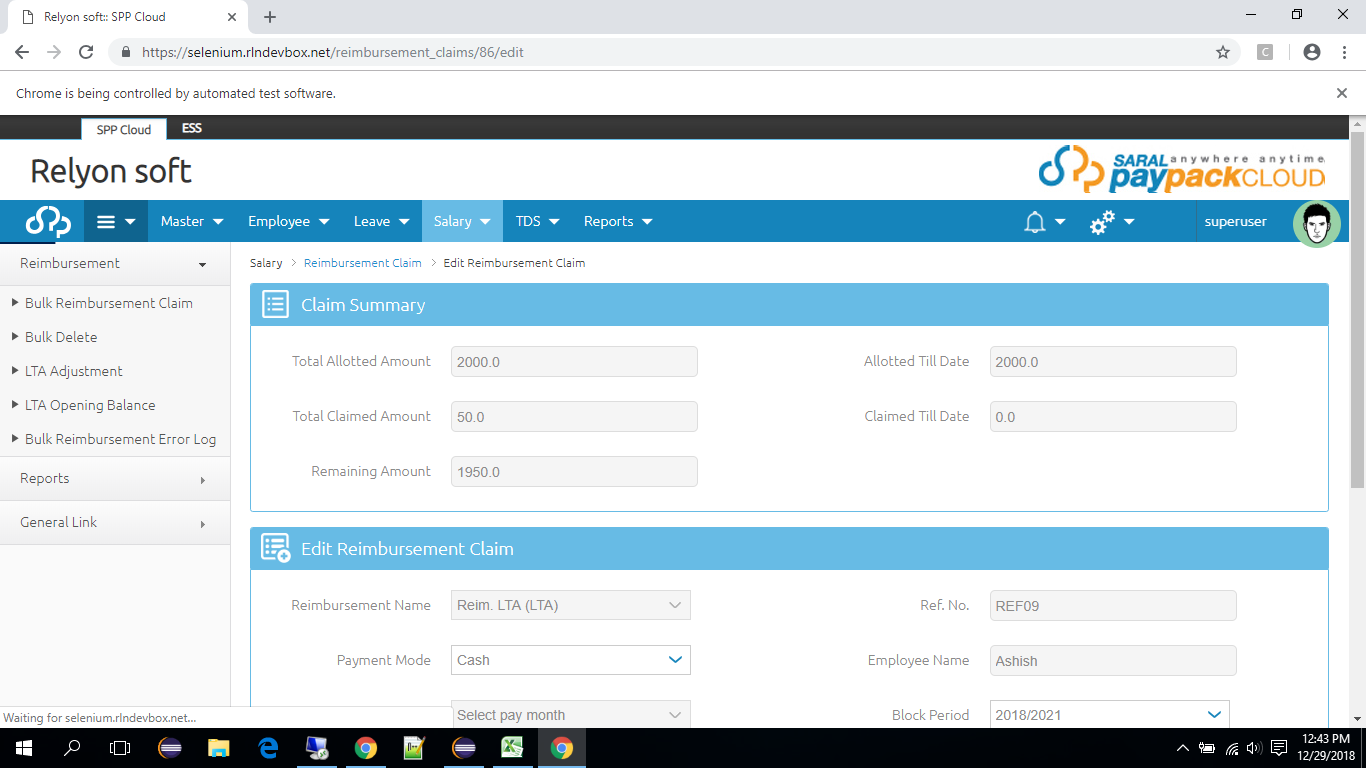 Relyon soft:: SPP Cloud
https://selenium.rlndevbox.net/reimbursement_claims/86/edit
C
Chrome is being controlled by automated test software.
SPP Cloud ESS
Relyon soft
SARAL anywhere anytime
paypackCLOUD
Master Employee Leave Salary TDS Reports superuser
Reimbursement
Bulk Reimbursement Claim
Bulk Delete
LTA Adjustment
LTA Opening Balance
Bulk Reimbursement Error Log
Reports
General Link
Salary > Reimbursement Claim > Edit Reimbursement Claim
Claim Summary
Total Allotted Amount 2000.0 Allotted Till Date 2000.0
Total Claimed Amount 50.0 Claimed Till Date 0.0
Remaining Amount 1950.0
Edit Reimbursement Claim
Reimbursement Name Reim. LTA (LTA) Ref. No. REF09
Payment Mode Cash Employee Name Ashish
Select pay month Block Period 2018/2021
Waiting for selenium.rlndevbox.net...
12:43 PM
12/29/2018